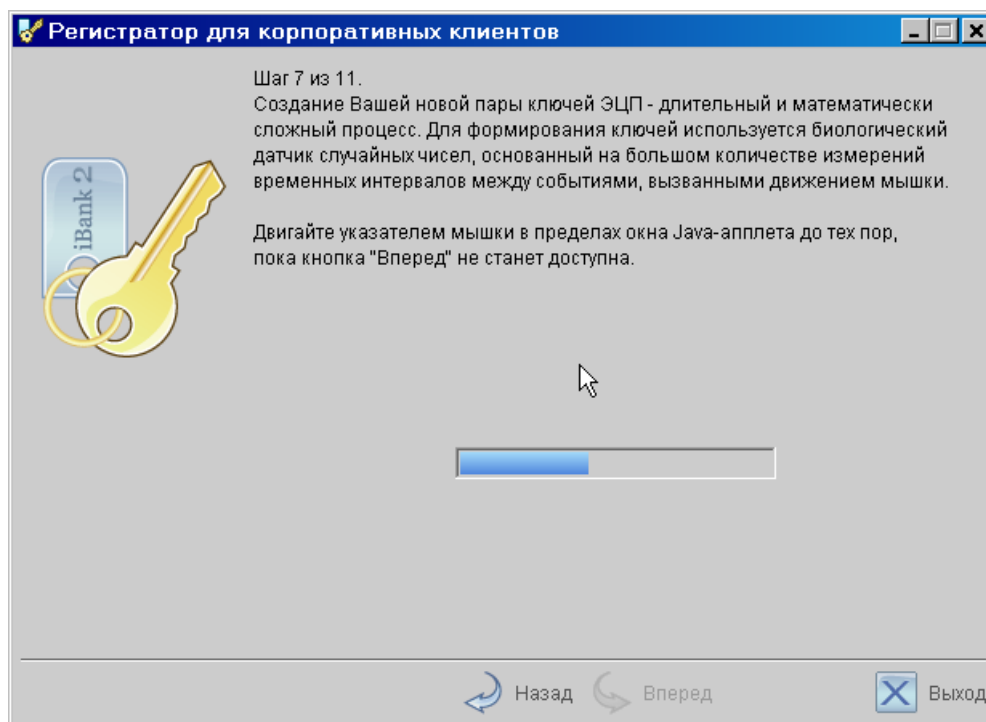 Регистратор для корпоративных клиентов
Шаг 7 из 11.
Создание Вашей новой пары ключей ЭЦП - длительный и математически
сложный процесс. Для формирования ключей используется биологический
датчик случайных чисел, основанный на большом количестве измерений
временных интервалов между событиями, вызванными движением мышки.
Двигайте указателем мышки в пределах окна Java-апплета до тех пор,
пока кнопка "Вперед" не станет доступна.
iBank 2
Назад
Вперед
Выход